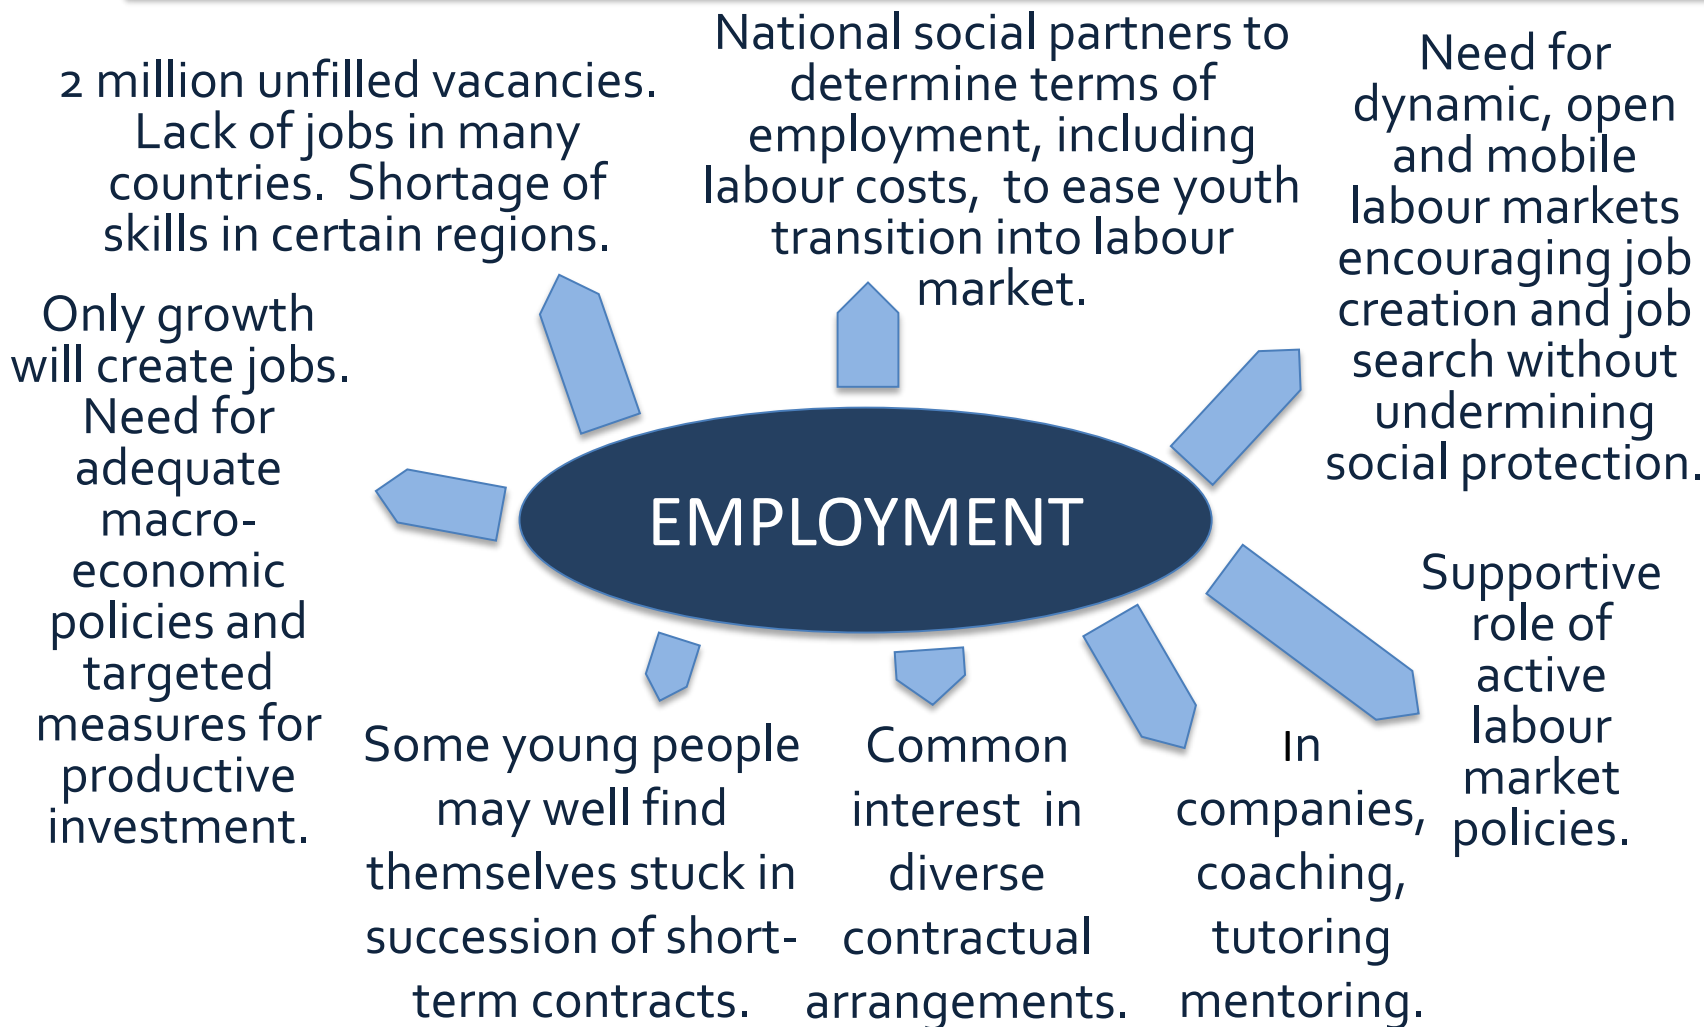 2 million unfilled vacancies.
Lack of jobs in many
countries.  Shortage of
skills in certain regions.
National social partners to
determine terms of
employment, including
labour costs,  to ease youth
transition into labour
market.
Need for
dynamic, open
and mobile
labour markets
encouraging job
creation and job
search without
undermining
social protection.
Only growth
will create jobs.
Need for
adequate
macro-
economic
policies and
targeted
measures for
productive
investment.
EMPLOYMENT
Supportive
role of
active
labour
market
policies.
Some young people
may well find
themselves stuck in
succession of short-
term contracts.
Common
interest  in
diverse
contractual
arrangements.
In
companies,
coaching,
tutoring
mentoring.